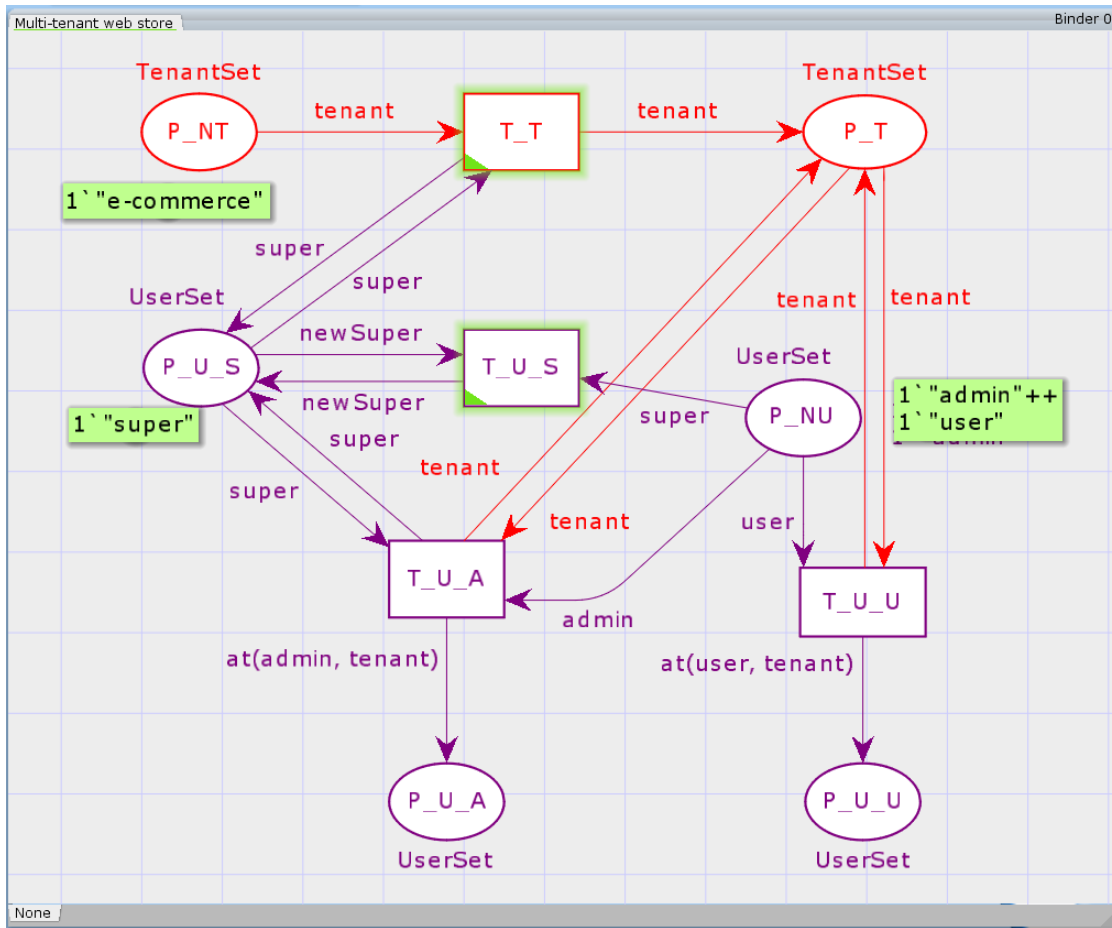 Multi-tenant web store
Binder 0
TenantSet
TenantSet
P_NT
tenant
T_T
tenant
P_T
1`"e-commerce"
super
super
UserSet
tenant
tenant
newSuper
P_U_S
T_U_S
UserSet
newSuper
super
P_NU
1`"admin"++
1`"user"
1`"super"
super
tenant
super
tenant
user
T_U_A
admin
T_U_U
at(admin, tenant)
at(user, tenant)
P_U_A
P_U_U
UserSet
UserSet
None